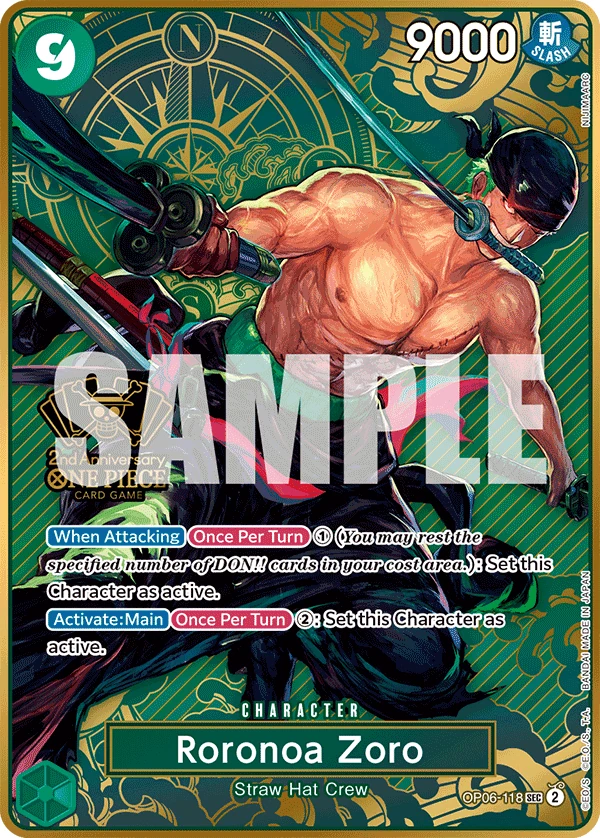 9
9000
斬
SLASH
NIJIMAARC
N
E
SAMPLE
2nd Anniversary
ONE PIECE
CARD GAME
When Attacking Once Per Turn ① (You may rest the
specified number of DON!! cards in your cost area.): Set this
Character as active.
Activate:Main Once Per Turn ②: Set this Character as
active.
CHARACTER
Roronoa Zoro
Straw Hat Crew
OP06-118 SEC 2
©ED/S ©E.O./S., T-A. BANDAI MADE IN JAPAN